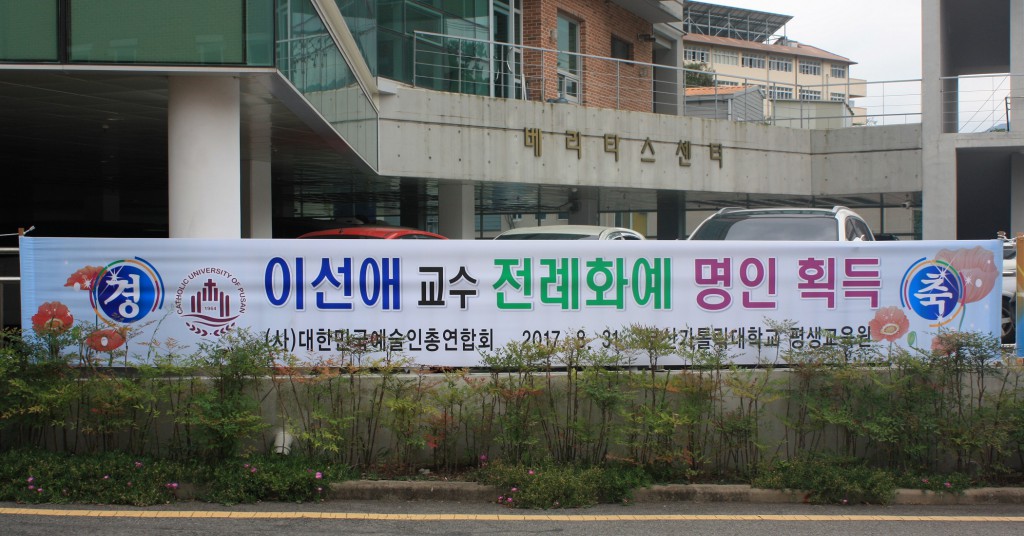 베리타스센터
경 이선애 교수 전례화예 명인 획득 축
CATHOLIC UNIVERSITY OF PUSAN
1964
(사)대한민국예술인총연합회 2017. 8. 31 부산가톨릭대학교 평생교육원